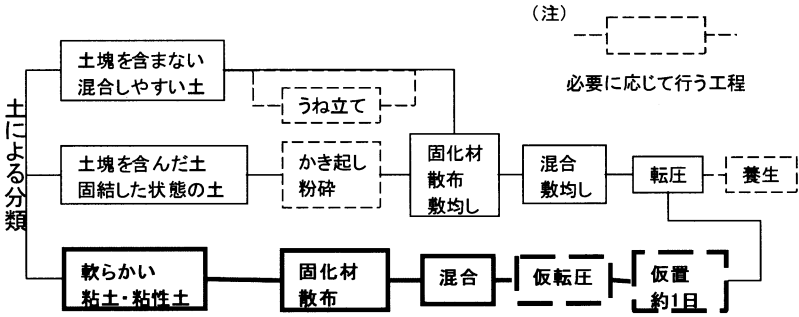 (注)
必要に応じて行う工程
土による分類
土塊を含まない
混合しやすい土
うね立て
土塊を含んだ土
固結した状態の土
かき起し
粉砕
固化材
散布
敷均し
混合
敷均し
転圧
養生
軟らかい
粘土・粘性土
固化材
散布
混合
仮転圧
仮置
約1日